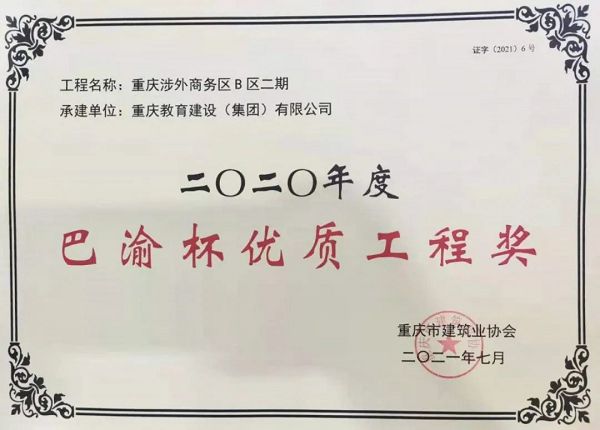 证字（2021）6号
工程名称：重庆涉外商务区B区二期
承建单位：重庆教育建设（集团）有限公司
二〇二〇年度
巴渝杯优质工程奖
重庆市建筑业协会
二〇二一年七月